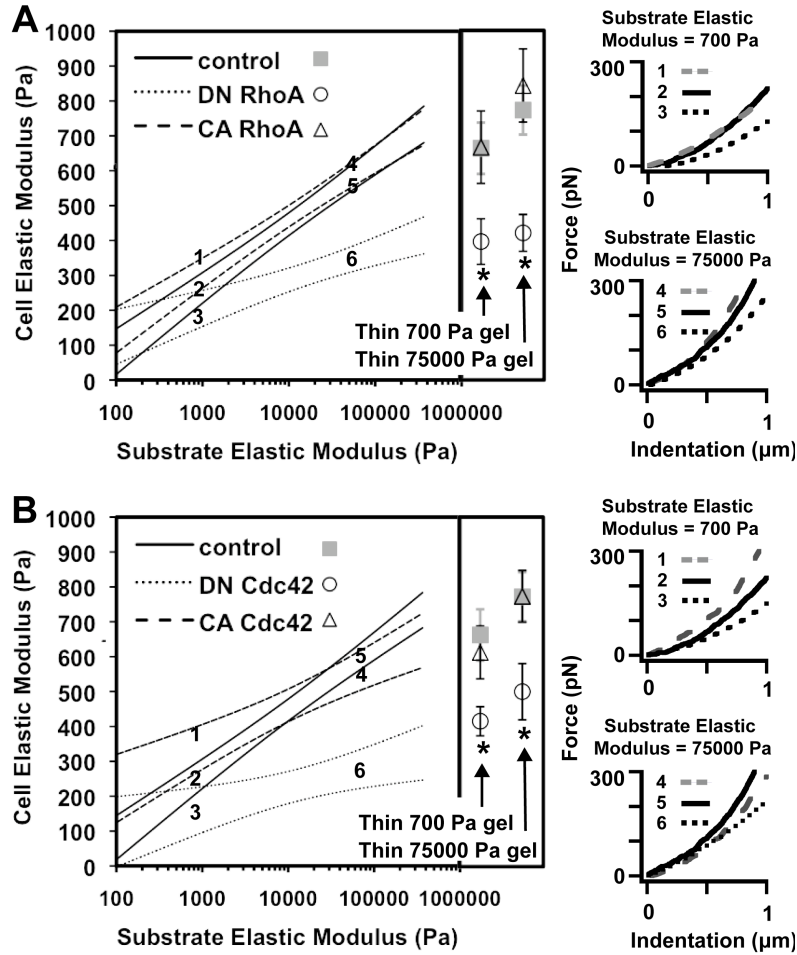 A
Cell Elastic Modulus (Pa)
1000
900
800
700
600
500
400
300
200
100
0
control
DN RhoA
CA RhoA
1
2
3
4
5
6
*
*
Thin 700 Pa gel
Thin 75000 Pa gel
100
1000
10000
100000
1000000
Substrate Elastic Modulus (Pa)
Substrate Elastic
Modulus = 700 Pa
300
0
1
2
3
0
1
Force (pN)
Substrate Elastic
Modulus = 75000 Pa
300
0
4
5
6
0
1
Indentation (µm)
B
Cell Elastic Modulus (Pa)
1000
900
800
700
600
500
400
300
200
100
0
control
DN Cdc42
CA Cdc42
1
2
3
5
4
6
*
*
Thin 700 Pa gel
Thin 75000 Pa gel
100
1000
10000
100000
1000000
Substrate Elastic Modulus (Pa)
Substrate Elastic
Modulus = 700 Pa
300
0
1
2
3
0
1
Force (pN)
Substrate Elastic
Modulus = 75000 Pa
300
0
4
5
6
0
1
Indentation (µm)